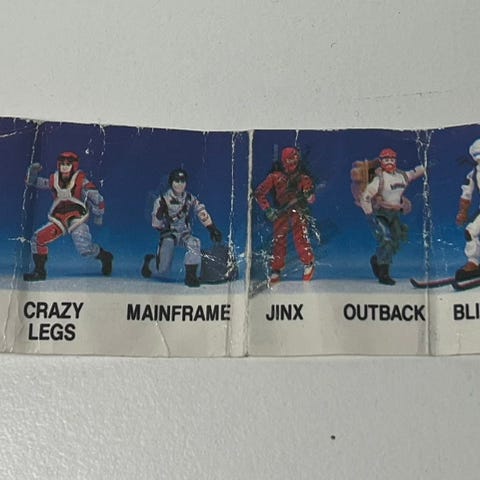 CRAZY LEGS
MAINFRAME
JINX
OUTBACK
BLI